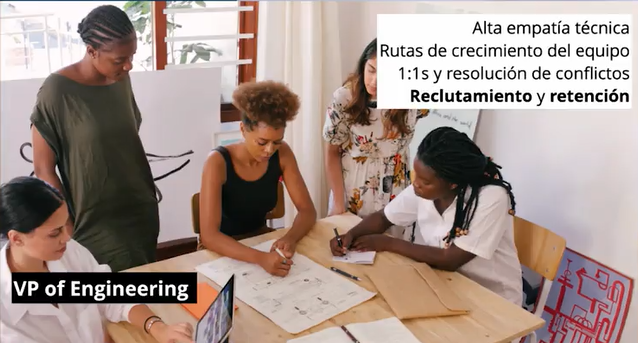 Alta empatía técnica
Rutas de crecimiento del equipo
1:1s y resolución de conflictos
Reclutamiento y retención
VP of Engineering